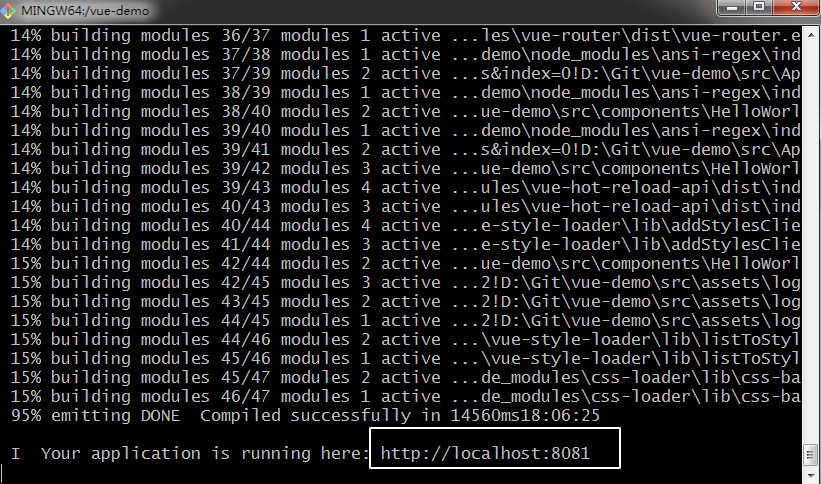 MINGW64:/vue-demo
14% building modules 36/37 modules 1 active ...les\vue-router\dist\vue-router.e
14% building modules 37/38 modules 1 active ...demo\node_modules\ansi-regex\ind
14% building modules 37/39 modules 2 active ...s&index=0!D:\Git\vue-demo\src\Ap
14% building modules 38/39 modules 1 active ...demo\node_modules\ansi-regex\ind
14% building modules 38/40 modules 2 active ...ue-demo\src\components\HelloWorl
14% building modules 39/40 modules 1 active ...demo\node_modules\ansi-regex\ind
14% building modules 39/41 modules 2 active ...s&index=0!D:\Git\vue-demo\src\Ap
14% building modules 39/42 modules 3 active ...ue-demo\src\components\HelloWorl
14% building modules 39/43 modules 4 active ...ules\vue-hot-reload-api\dist\ind
14% building modules 40/43 modules 3 active ...ules\vue-hot-reload-api\dist\ind
14% building modules 40/44 modules 4 active ...e-style-loader\lib\addStylesClie
14% building modules 41/44 modules 3 active ...e-style-loader\lib\addStylesClie
15% building modules 42/44 modules 2 active ...ue-demo\src\components\HelloWorl
15% building modules 42/45 modules 3 active ...2!D:\Git\vue-demo\src\assets\log
15% building modules 43/45 modules 2 active ...2!D:\Git\vue-demo\src\assets\log
15% building modules 44/45 modules 1 active ...2!D:\Git\vue-demo\src\assets\log
15% building modules 44/46 modules 2 active ...\vue-style-loader\lib\listToStyl
15% building modules 45/46 modules 1 active ...\vue-style-loader\lib\listToStyl
15% building modules 45/47 modules 2 active ...de_modules\css-loader\lib\css-ba
15% building modules 46/47 modules 1 active ...de_modules\css-loader\lib\css-ba
95% emitting DONE  Compiled successfully in 14560ms18:06:25
I  Your application is running here: http://localhost:8081